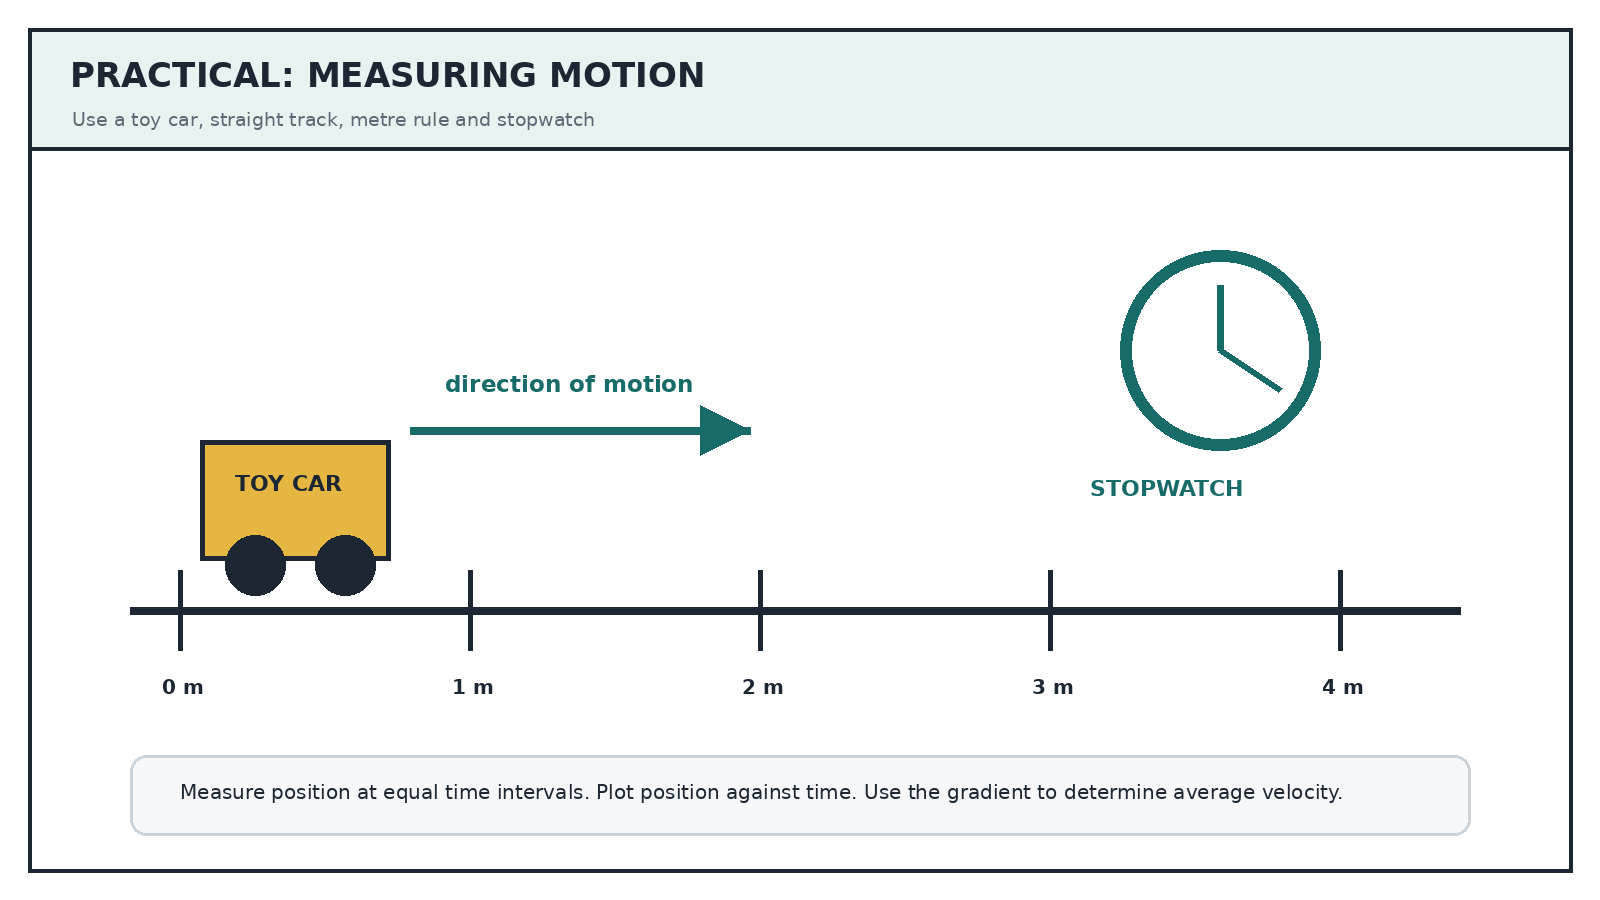 PRACTICAL: MEASURING MOTION
Use a toy car, straight track, metre rule and stopwatch
direction of motion
TOY CAR
STOPWATCH
0 m
1 m
2 m
3 m
4 m
Measure position at equal time intervals. Plot position against time. Use the gradient to determine average velocity.